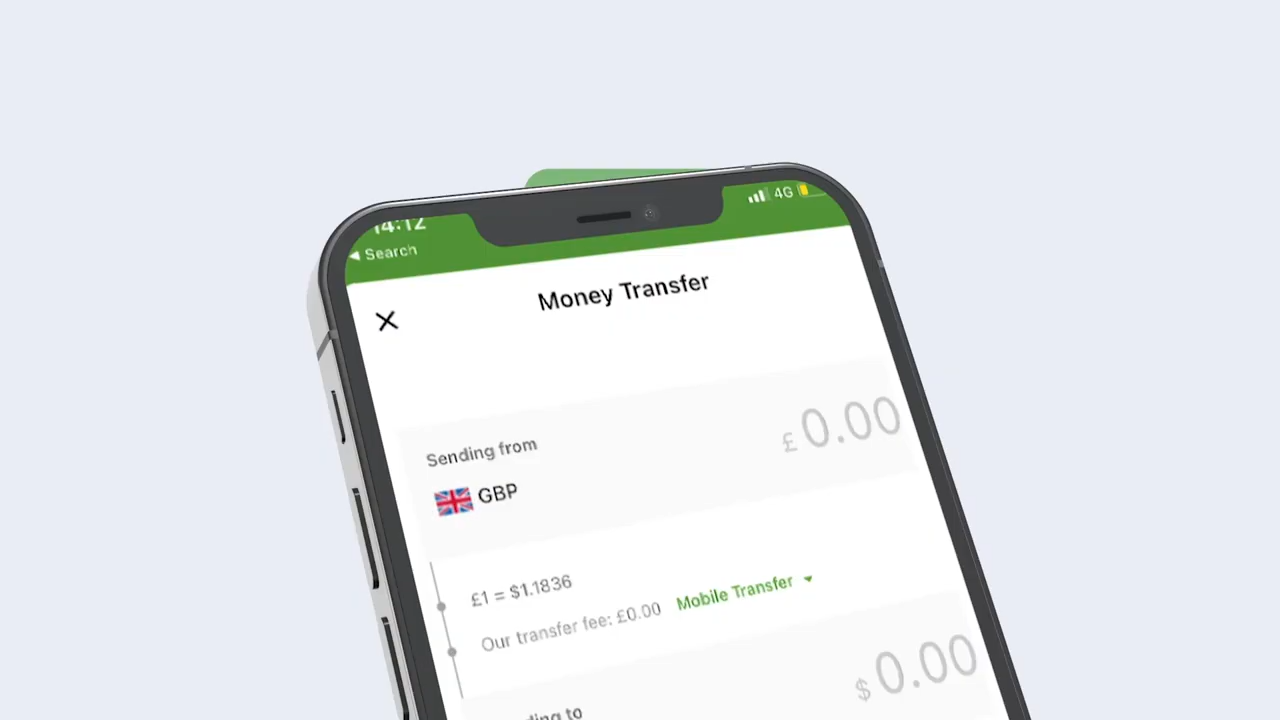 14:12
4G
Search
Money Transfer
£ 0.00
Sending from
GBP
£1 = $1.1836
Our transfer fee: £0.00 Mobile Transfer
$ 0.00
to